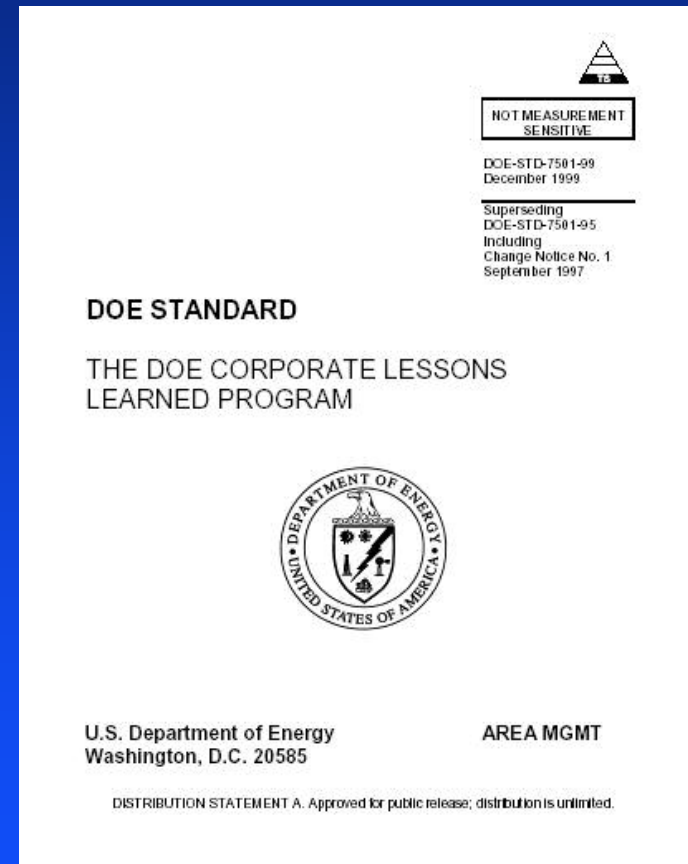 TS
NOT MEASUREMENT
SENSITIVE
DOE-STD-7501-99
December 1999
Superseding
DOE-STD-7501-95
Including
Change Notice No. 1
September 1997
DOE STANDARD
THE DOE CORPORATE LESSONS
LEARNED PROGRAM
DEPARTMENT OF ENERGY
UNITED STATES OF AMERICA
U.S. Department of Energy
Washington, D.C. 20585
AREA MGMT
DISTRIBUTION STATEMENT A. Approved for public release; distribution is unlimited.